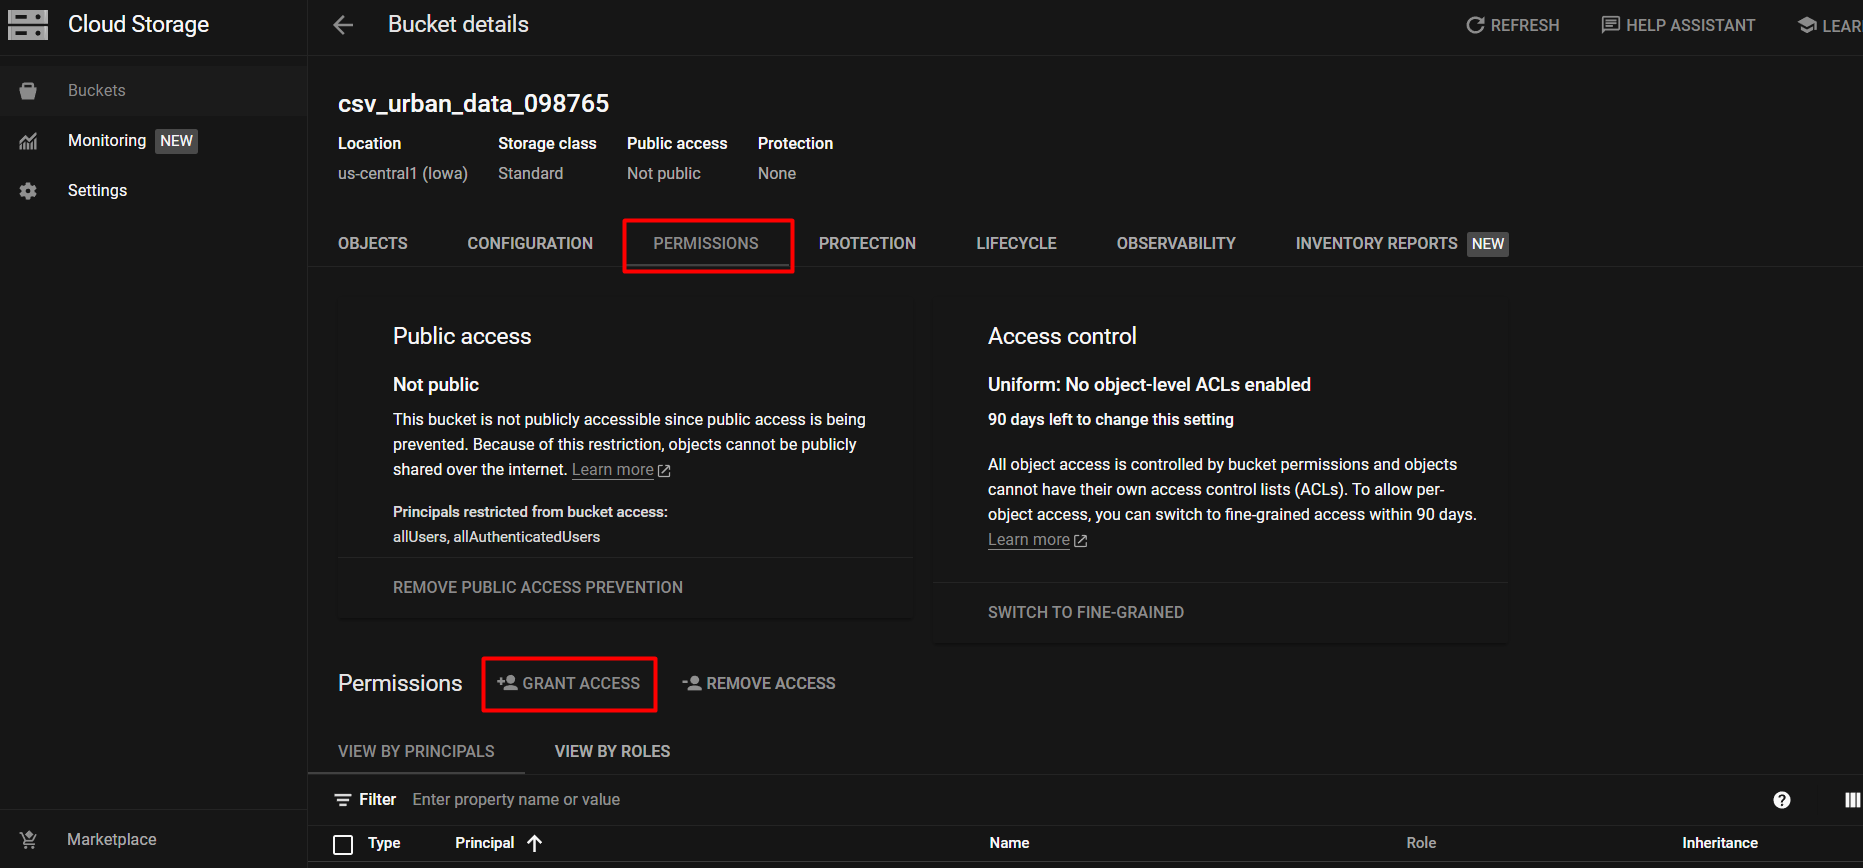 Cloud Storage
Bucket details
REFRESH
HELP ASSISTANT
Buckets
Monitoring NEW
Settings
csv_urban_data_098765
Location Storage class Public access Protection
us-central1 (Iowa) Standard Not public None
OBJECTS CONFIGURATION PERMISSIONS PROTECTION LIFECYCLE OBSERVABILITY INVENTORY REPORTS NEW
Public access
Not public
This bucket is not publicly accessible since public access is being
prevented. Because of this restriction, objects cannot be publicly
shared over the internet. Learn more
Principals restricted from bucket access:
allUsers, allAuthenticatedUsers
REMOVE PUBLIC ACCESS PREVENTION
Access control
Uniform: No object-level ACLs enabled
90 days left to change this setting
All object access is controlled by bucket permissions and objects
cannot have their own access control lists (ACLs). To allow per-
object access, you can switch to fine-grained access within 90 days.
Learn more
SWITCH TO FINE-GRAINED
Permissions GRANT ACCESS REMOVE ACCESS
VIEW BY PRINCIPALS VIEW BY ROLES
Filter Enter property name or value
Type Principal Name Role Inheritance
Marketplace